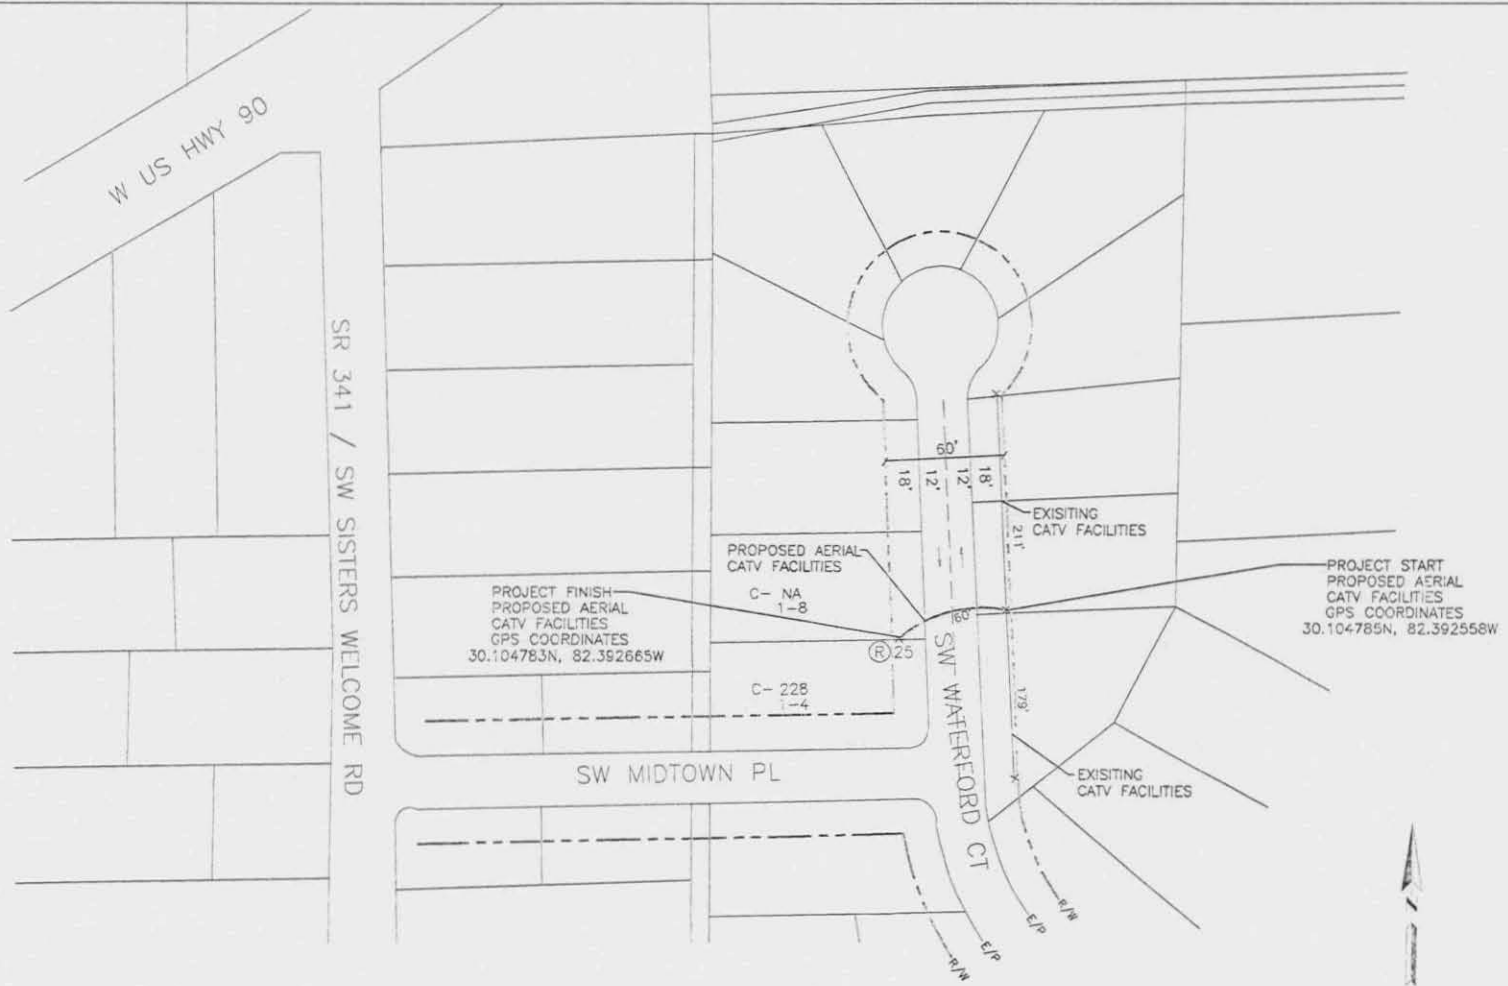 W US HWY 90
SR 341 / SW SISTERS WELCOME RD
60'
18'
12'
12'
18'
EXISITING
CATV FACILITIES
211'
PROPOSED AERIAL
CATV FACILITIES
C- NA
1-8
PROJECT FINISH
PROPOSED AERIAL
CATV FACILITIES
GPS COORDINATES
30.104783N, 82.392665W
PROJECT START
PROPOSED AERIAL
CATV FACILITIES
GPS COORDINATES
30.104785N, 82.392558W
60'
R 25
C- 228
1-4
179'
SW WATERFORD CT
SW MIDTOWN PL
EXISITING
CATV FACILITIES
R/W
E/P
E/P
R/W